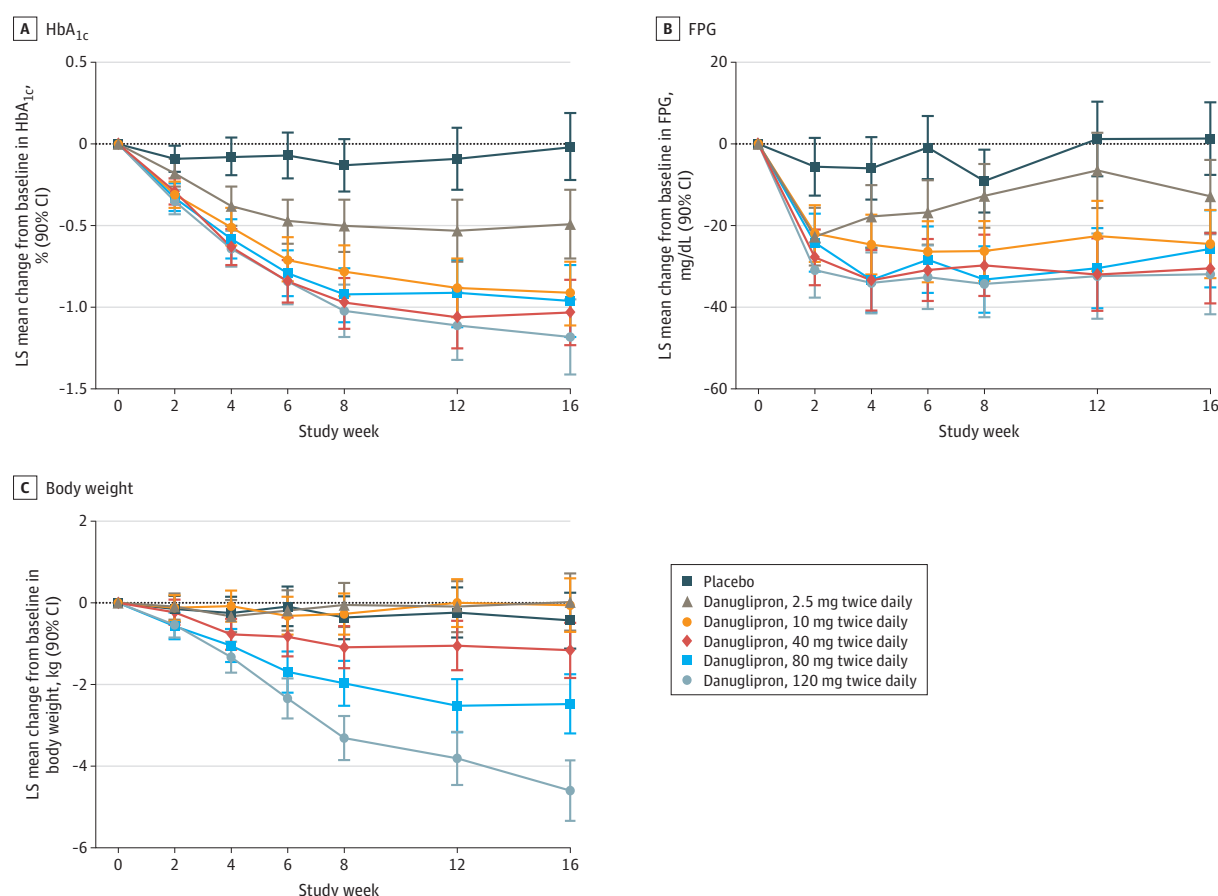 A HbA1c
LS mean change from baseline in HbA1c,
% (90% CI)
0.5
0
-0.5
-1.0
-1.5
0 2 4 6 8 12 16
Study week
B FPG
LS mean change from baseline in FPG,
mg/dL (90% CI)
20
0
-20
-40
-60
0 2 4 6 8 12 16
Study week
C Body weight
LS mean change from baseline in
body weight, kg (90% CI)
2
0
-2
-4
-6
0 2 4 6 8 12 16
Study week
Placebo
Danuglipron, 2.5 mg twice daily
Danuglipron, 10 mg twice daily
Danuglipron, 40 mg twice daily
Danuglipron, 80 mg twice daily
Danuglipron, 120 mg twice daily